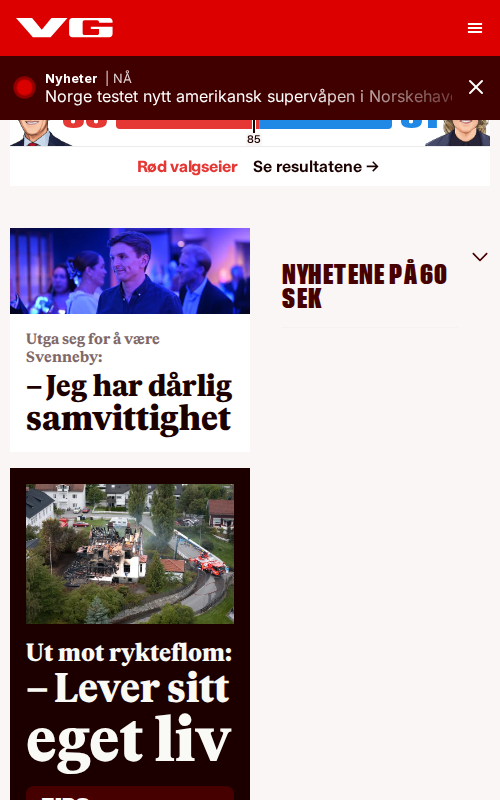 VG
Nyheter | NÅ
Norge testet nytt amerikansk supervåpen i Norskehav
85
Rød valgseier Se resultatene →
Utga seg for å være
Svenneby:
– Jeg har dårlig
samvittighet
NYHETENE PÅ 60
SEK
Ut mot rykteflom:
– Lever sitt
eget liv